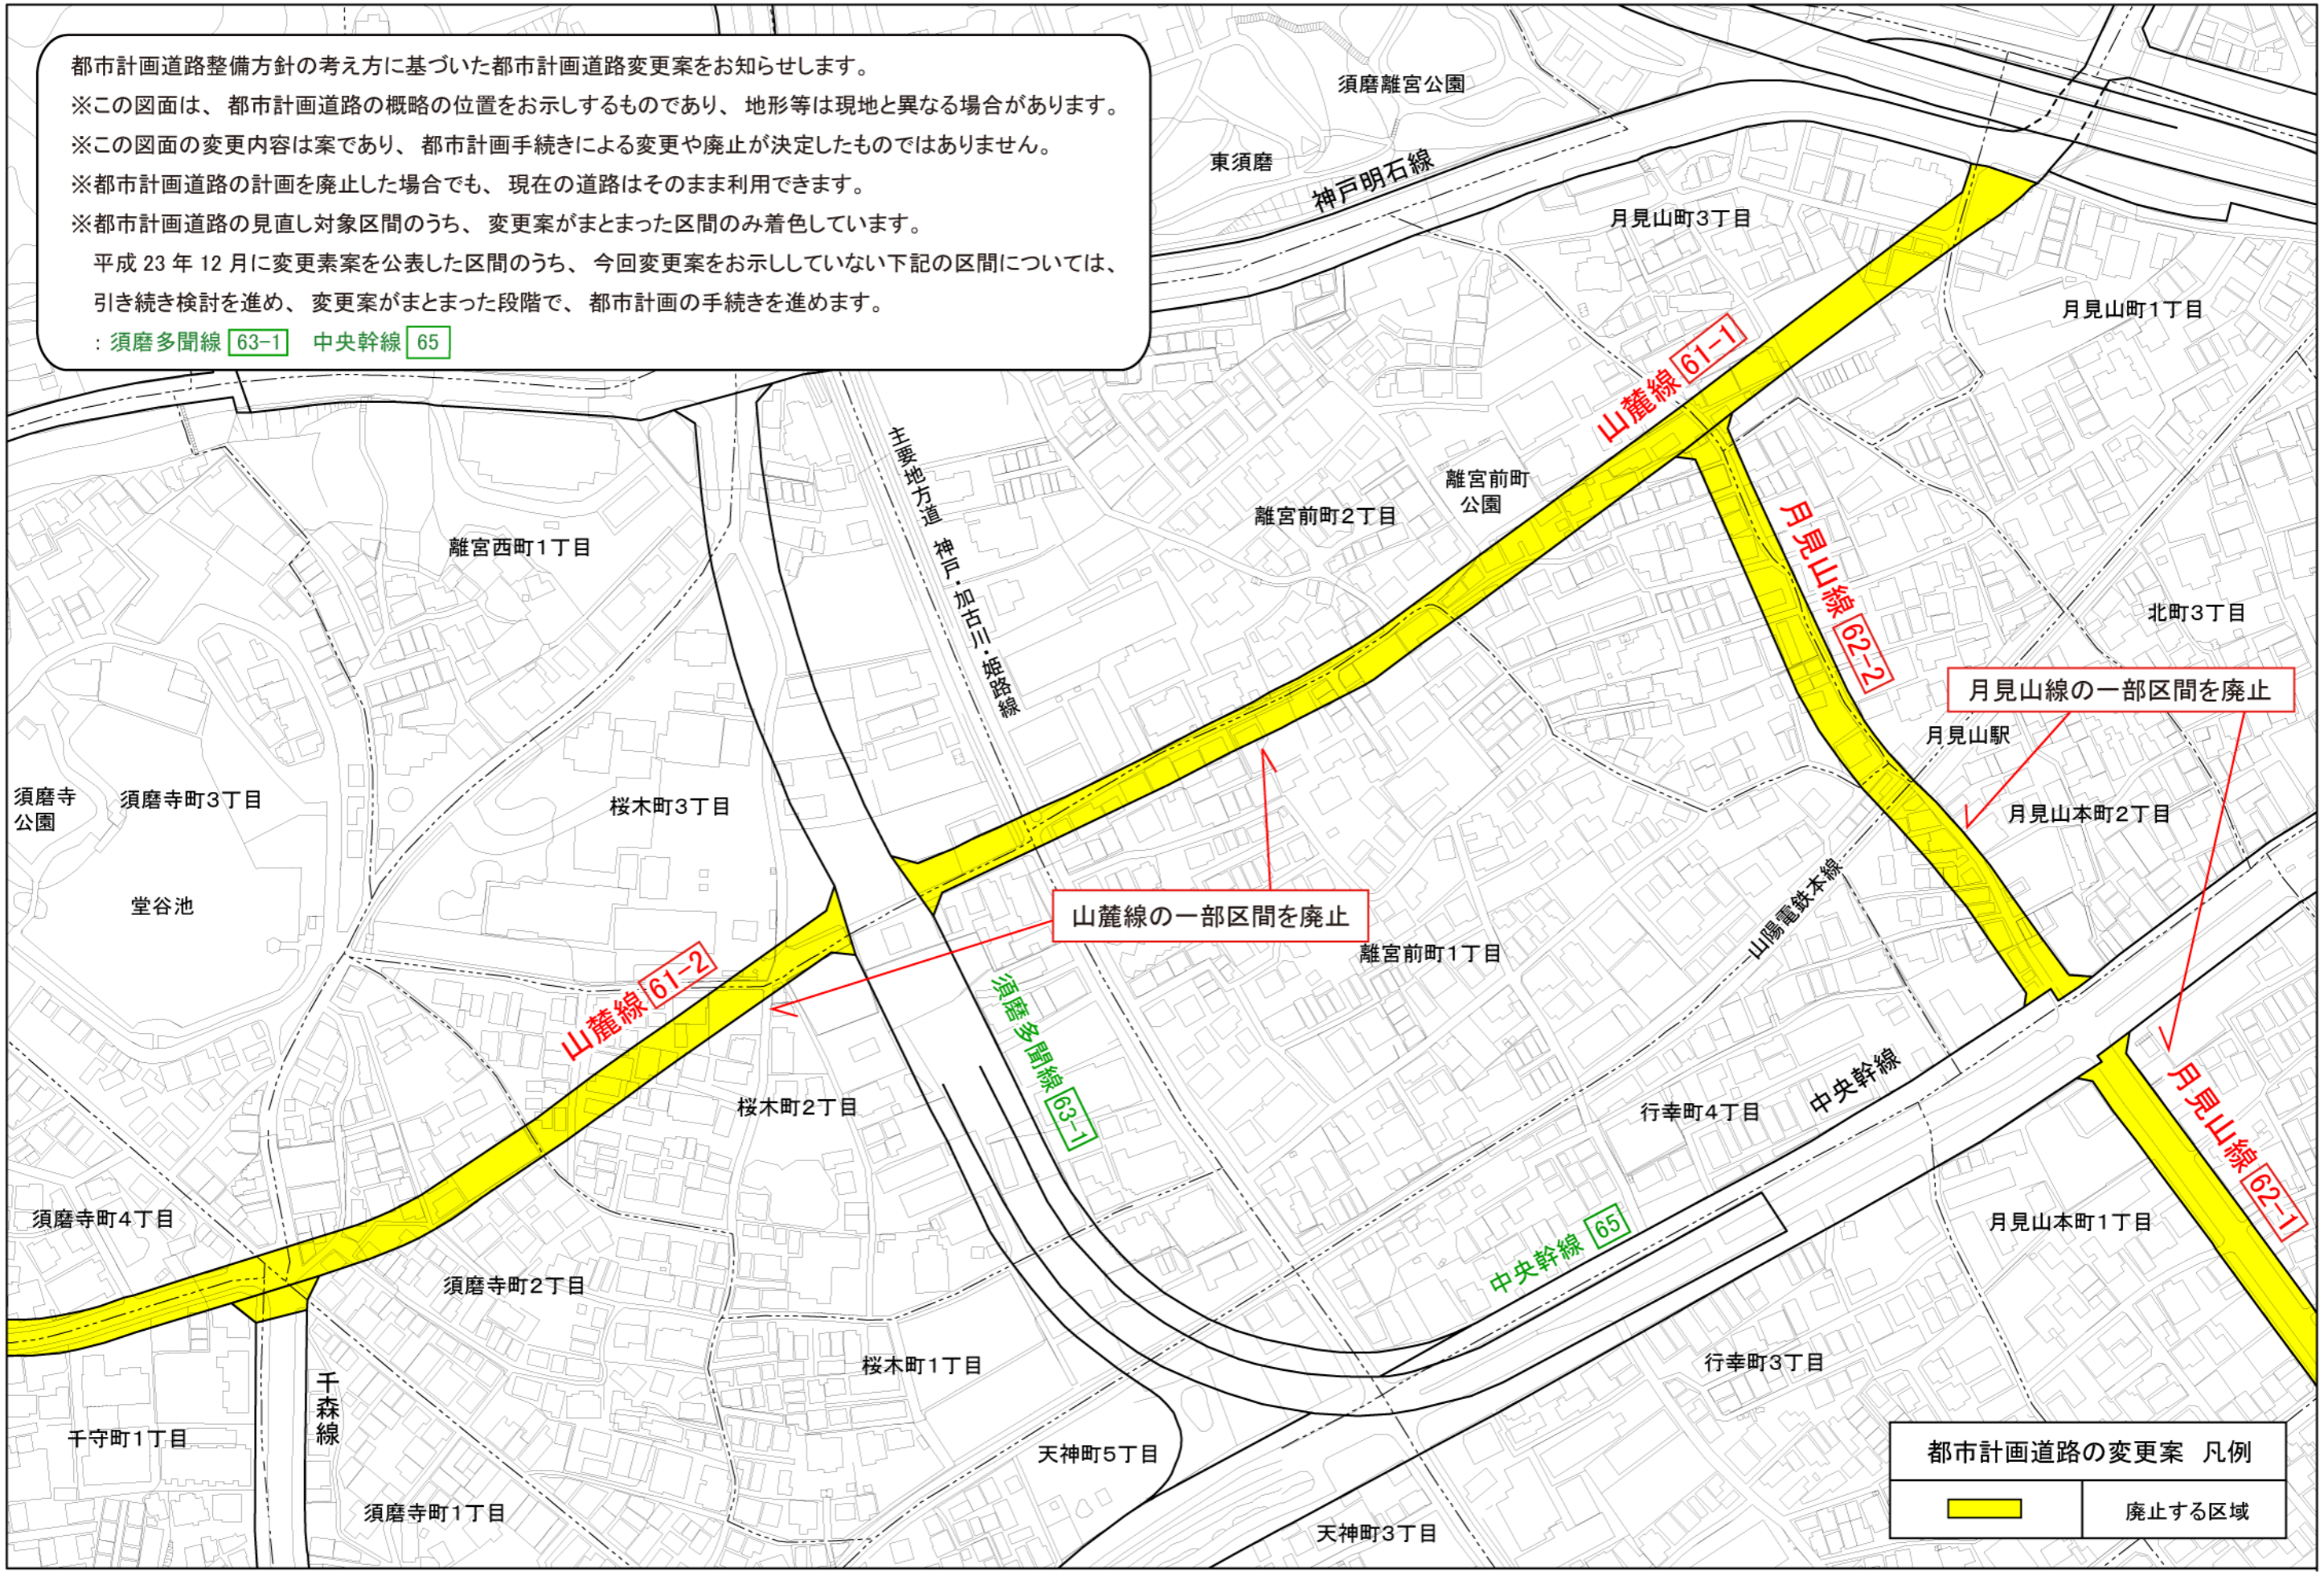 都市計画道路整備方針の考え方に基づいた都市計画道路変更案をお知らせします。
※この図面は、都市計画道路の概略の位置をお示しするものであり、地形等は現地と異なる場合があります。
※この図面の変更内容は案であり、都市計画手続きによる変更や廃止が決定したものではありません。
※都市計画道路の計画を廃止した場合でも、現在の道路はそのまま利用できます。
※都市計画道路の見直し対象区間のうち、変更案がまとまった区間のみ着色しています。
平成 23 年 12 月に変更素案を公表した区間のうち、今回変更案をお示ししていない下記の区間については、
引き続き検討を進め、変更案がまとまった段階で、都市計画の手続きを進めます。
：須磨多聞線 63-1 中央幹線 65
須磨離宮公園
東須磨
神戸明石線
月見山町3丁目
月見山町1丁目
山麓線 61-1
主要地方道 神戸・加古川・姫路線
離宮前町
公園
離宮前町2丁目
離宮西町1丁目
月見山線 62-2
北町3丁目
月見山線の一部区間を廃止
月見山駅
須磨寺
公園
須磨寺町3丁目
桜木町3丁目
月見山本町2丁目
堂谷池
山麓線の一部区間を廃止
山陽電鉄本線
離宮前町1丁目
山麓線 61-2
須磨多聞線 63-1
桜木町2丁目
行幸町4丁目
中央幹線
月見山線 62-1
須磨寺町4丁目
月見山本町1丁目
中央幹線 65
須磨寺町2丁目
桜木町1丁目
行幸町3丁目
千森線
千守町1丁目
天神町5丁目
須磨寺町1丁目
天神町3丁目
都市計画道路の変更案 凡例
廃止する区域